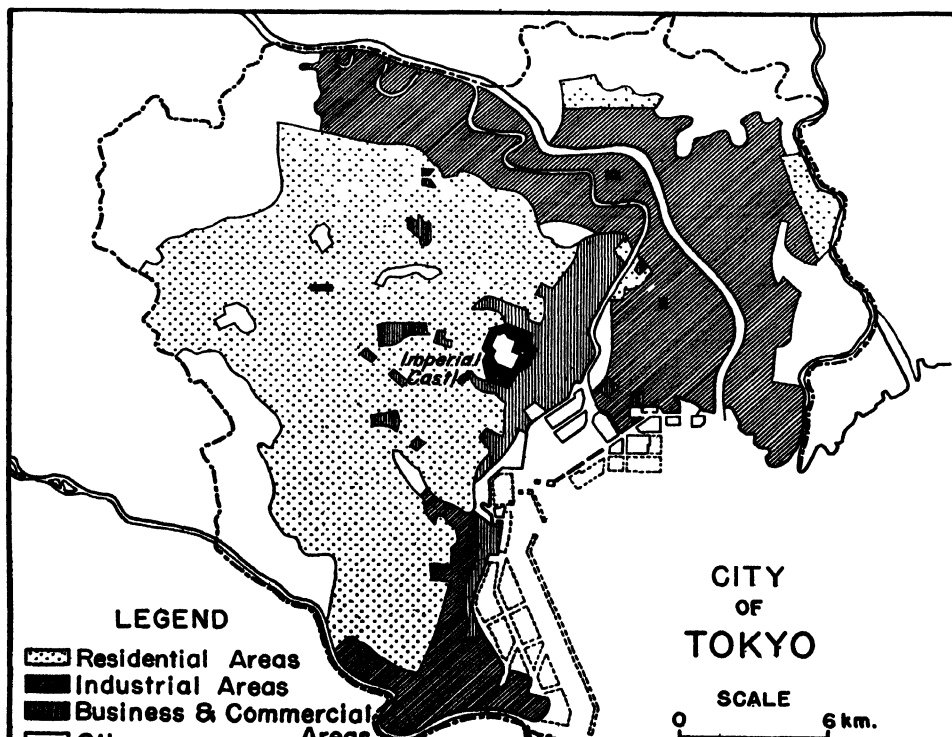 Imperial
Castle
CITY
OF
TOKYO
SCALE
0 6 km.
LEGEND
Residential Areas
Industrial Areas
Business & Commercial
Areas